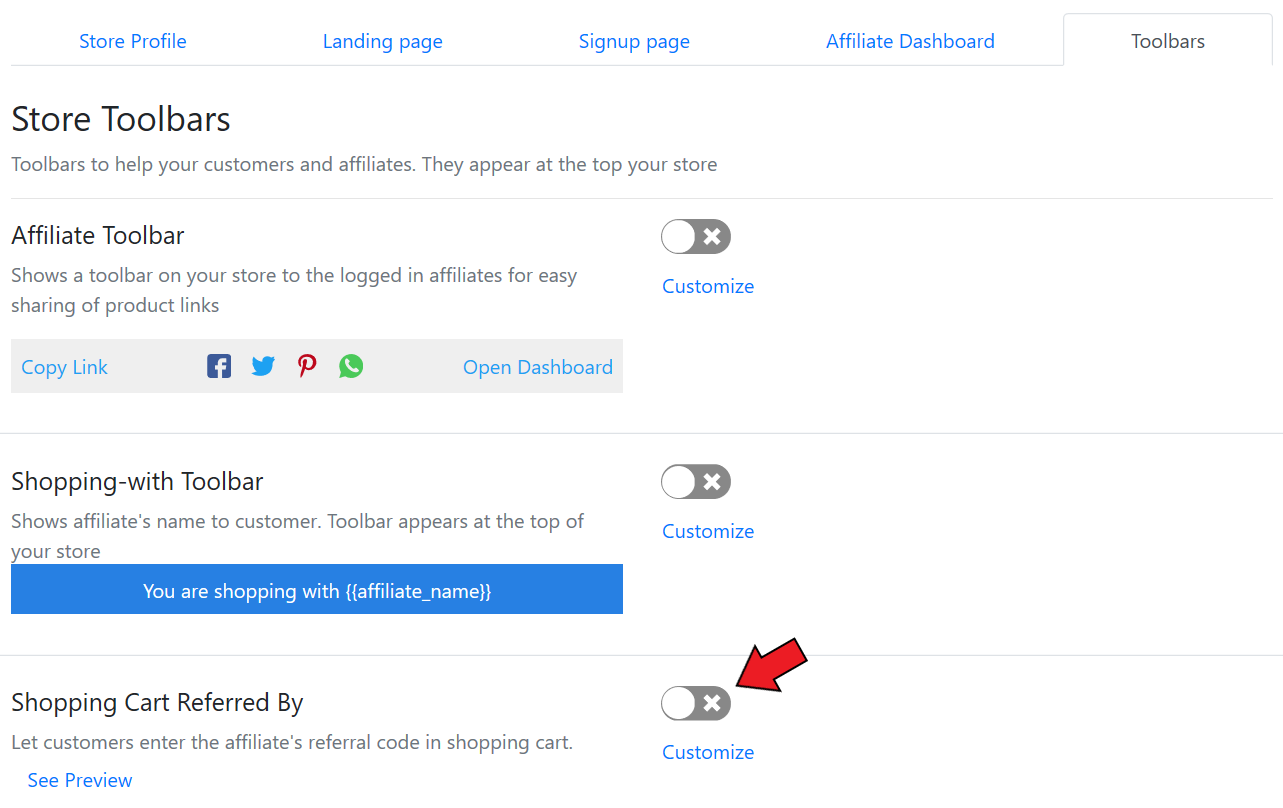 Store Profile
Landing page
Signup page
Affiliate Dashboard
Toolbars
Store Toolbars
Toolbars to help your customers and affiliates. They appear at the top your store
Affiliate Toolbar
Shows a toolbar on your store to the logged in affiliates for easy
sharing of product links
Customize
Copy Link
Open Dashboard
Shopping-with Toolbar
Shows affiliate's name to customer. Toolbar appears at the top of
your store
Customize
You are shopping with {{affiliate_name}}
Shopping Cart Referred By
Let customers enter the affiliate's referral code in shopping cart.
Customize
See Preview